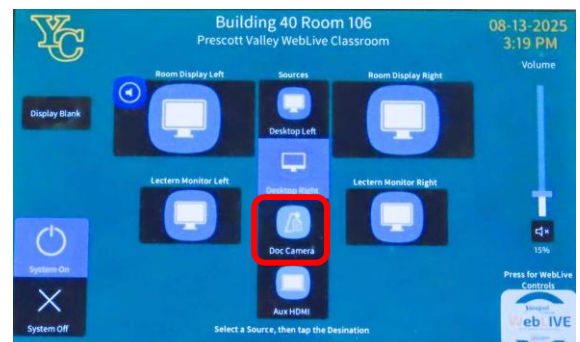 YC
Building 40 Room 106
Prescott Valley WebLive Classroom
08-13-2025
3:19 PM
Volume
Room Display Left
Sources
Room Display Right
Display Blank
Desktop Left
Lectern Monitor Left
Desktop Right
Lectern Monitor Right
Doc Camera
System On
15%
Press for WebLive
Controls
Aux HDMI
System Off
Select a Source, then tap the Desination
WebLIVE
zoom